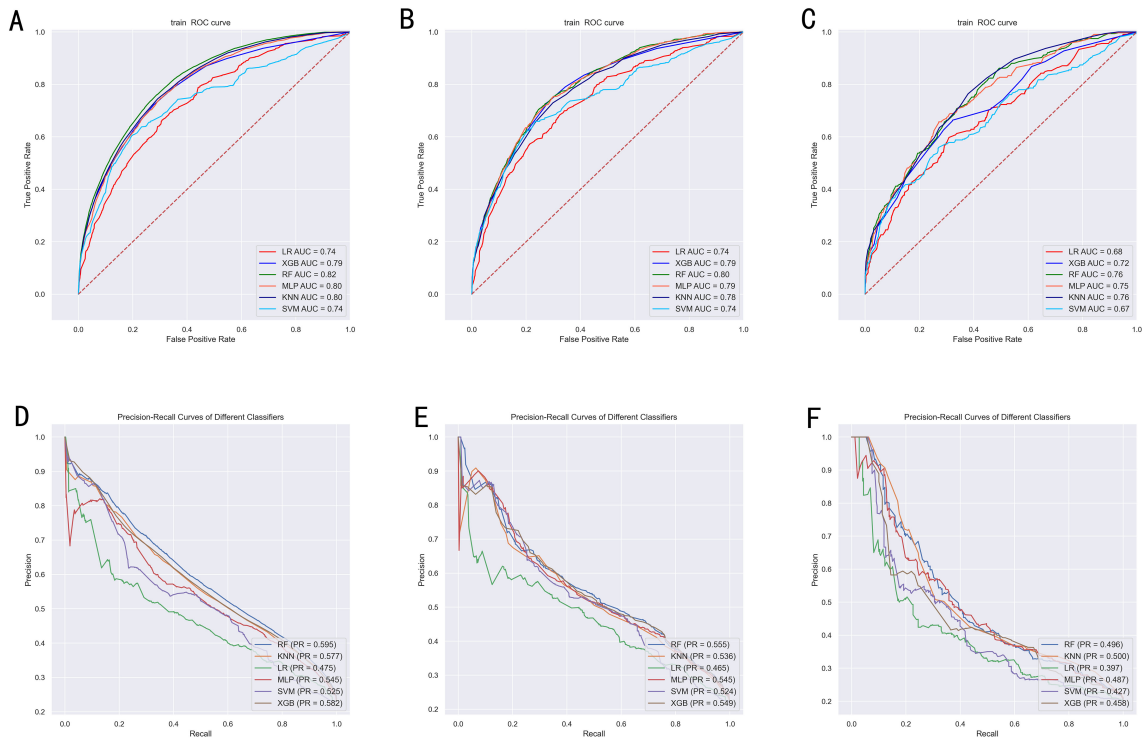 A
train ROC curve
1.0
0.8
0.6
0.4
0.2
0.0
True Positive Rate
LR AUC = 0.74
XGB AUC = 0.79
RF AUC = 0.82
MLP AUC = 0.80
KNN AUC = 0.80
SVM AUC = 0.74
0.0 0.2 0.4 0.6 0.8 1.0
False Positive Rate
B
train ROC curve
1.0
0.8
0.6
0.4
0.2
0.0
True Positive Rate
LR AUC = 0.74
XGB AUC = 0.79
RF AUC = 0.80
MLP AUC = 0.79
KNN AUC = 0.78
SVM AUC = 0.74
0.0 0.2 0.4 0.6 0.8 1.0
False Positive Rate
C
train ROC curve
1.0
0.8
0.6
0.4
0.2
0.0
True Positive Rate
LR AUC = 0.68
XGB AUC = 0.72
RF AUC = 0.76
MLP AUC = 0.75
KNN AUC = 0.76
SVM AUC = 0.67
0.0 0.2 0.4 0.6 0.8 1.0
False Positive Rate
D
Precision-Recall Curves of Different Classifiers
1.0
0.9
0.8
0.7
0.6
0.5
0.4
0.3
0.2
Precision
RF (PR = 0.595)
KNN (PR = 0.577)
LR (PR = 0.475)
MLP (PR = 0.545)
SVM (PR = 0.525)
XGB (PR = 0.582)
0.0 0.2 0.4 0.6 0.8 1.0
Recall
E
Precision-Recall Curves of Different Classifiers
1.0
0.9
0.8
0.7
0.6
0.5
0.4
0.3
0.2
Precision
RF (PR = 0.555)
KNN (PR = 0.536)
LR (PR = 0.465)
MLP (PR = 0.545)
SVM (PR = 0.524)
XGB (PR = 0.549)
0.0 0.2 0.4 0.6 0.8 1.0
Recall
F
Precision-Recall Curves of Different Classifiers
1.0
0.9
0.8
0.7
0.6
0.5
0.4
0.3
0.2
Precision
RF (PR = 0.496)
KNN (PR = 0.500)
LR (PR = 0.397)
MLP (PR = 0.487)
SVM (PR = 0.427)
XGB (PR = 0.458)
0.0 0.2 0.4 0.6 0.8 1.0
Recall